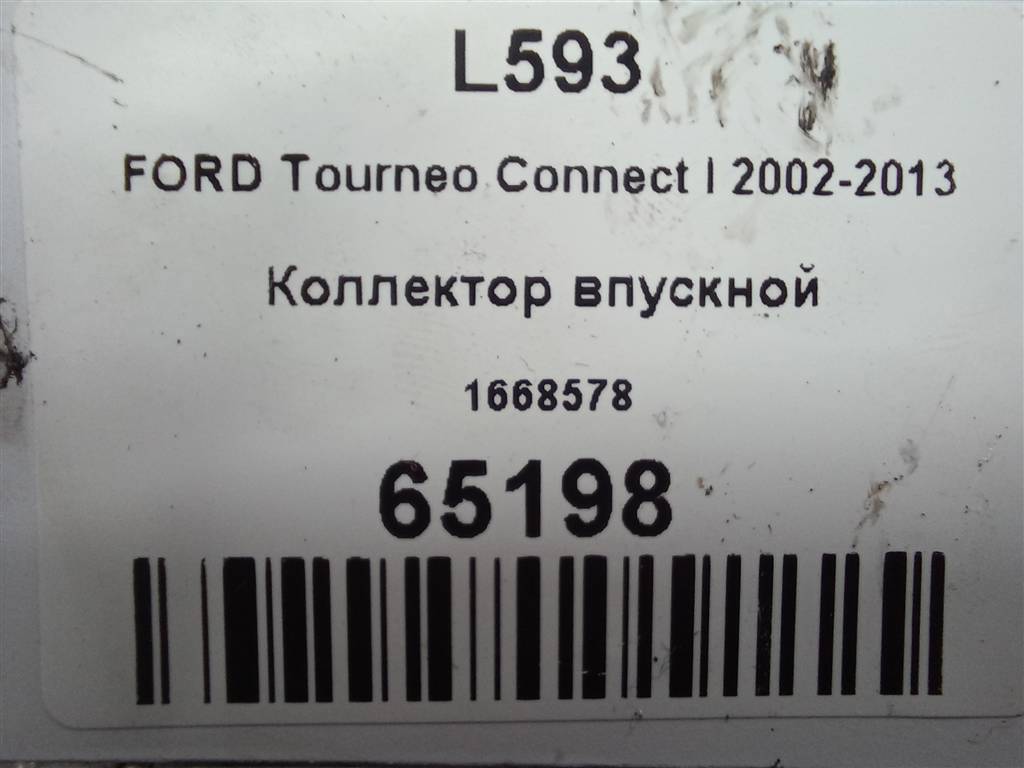 L593
FORD Tourneo Connect I 2002-2013
Коллектор впускной
1668578
65198